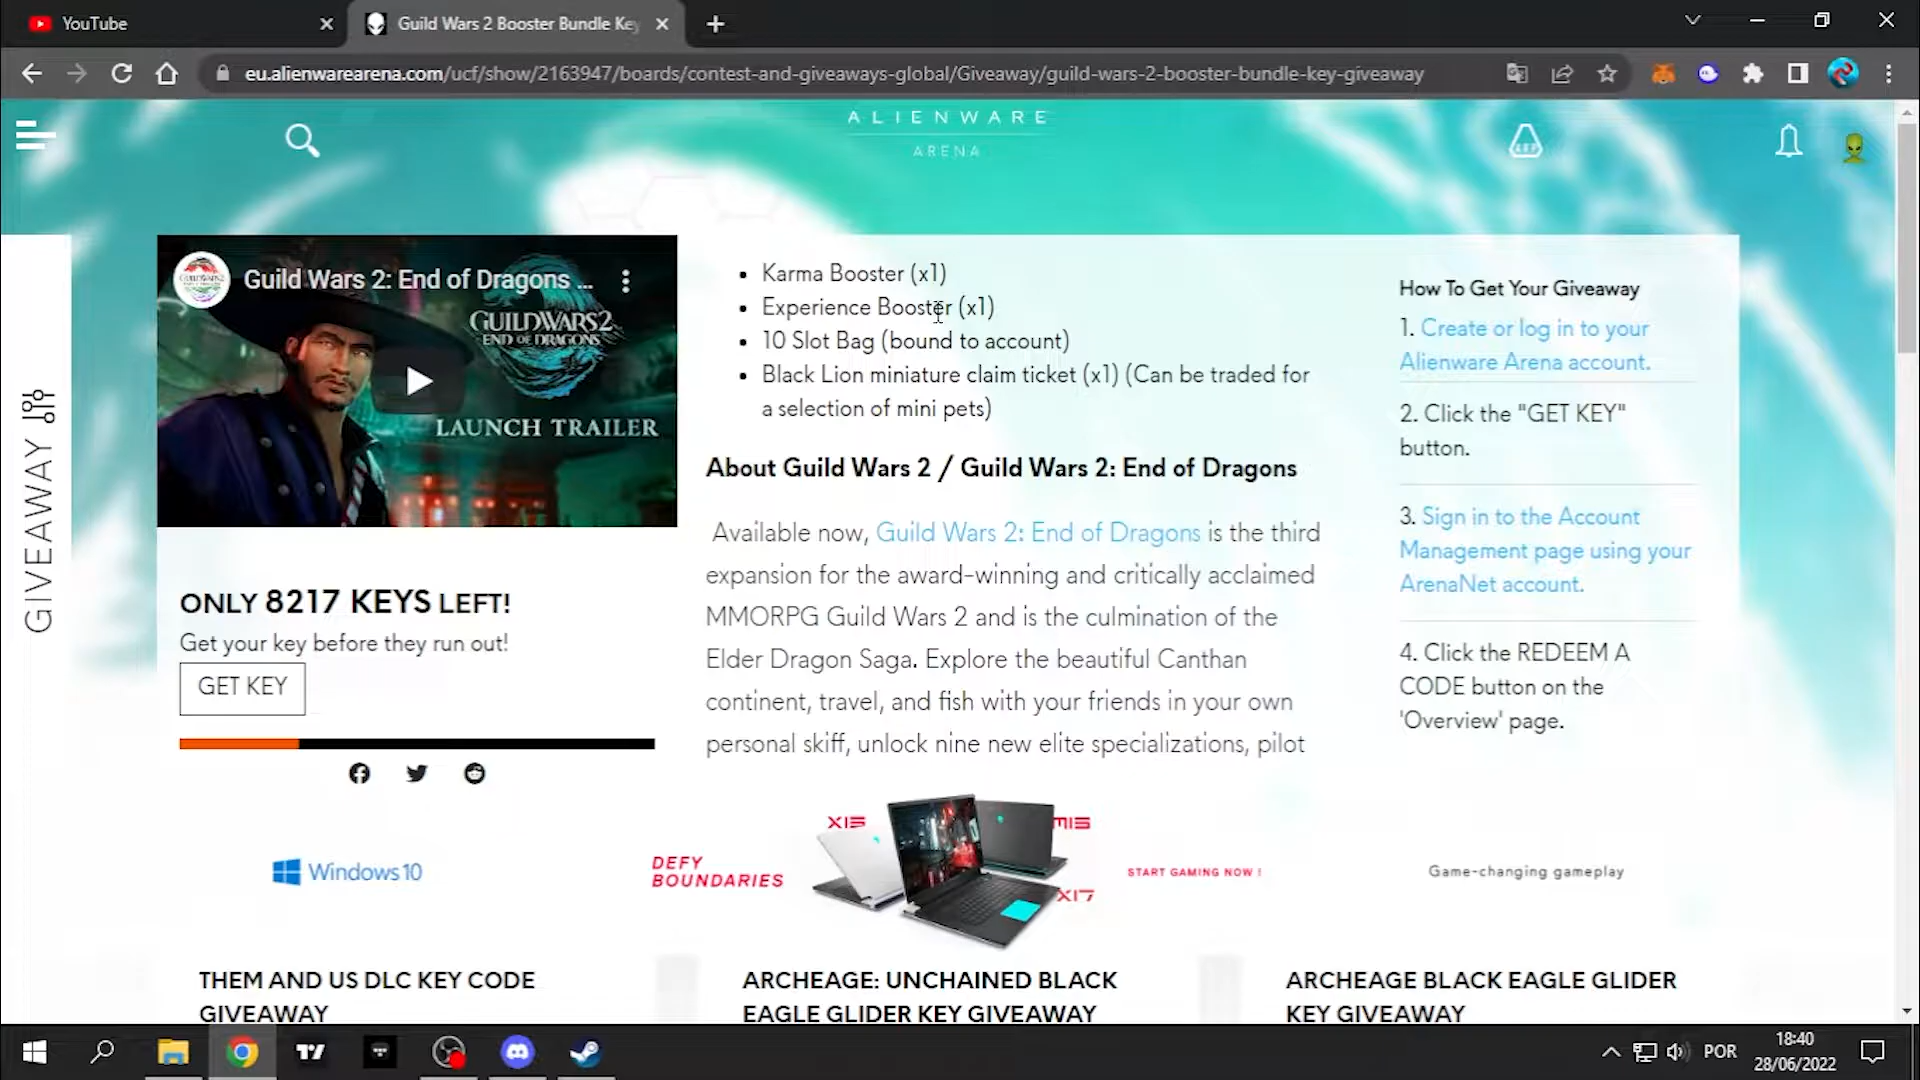 YouTube
Guild Wars 2 Booster Bundle Key
eu.alienwarearena.com/ucf/show/2163947/boards/contest-and-giveaways-global/Giveaway/guild-wars-2-booster-bundle-key-giveaway
ALIENWARE
ARENA
GIVEAWAY
Guild Wars 2: End of Dragons ...
GUILDWARS2
END OF DRAGONS
LAUNCH TRAILER
ONLY 8217 KEYS LEFT!
Get your key before they run out!
GET KEY
• Karma Booster (x1)
• Experience Booster (x1)
• 10 Slot Bag (bound to account)
• Black Lion miniature claim ticket (x1) (Can be traded for
a selection of mini pets)
About Guild Wars 2 / Guild Wars 2: End of Dragons
Available now, Guild Wars 2: End of Dragons is the third
expansion for the award-winning and critically acclaimed
MMORPG Guild Wars 2 and is the culmination of the
Elder Dragon Saga. Explore the beautiful Canthan
continent, travel, and fish with your friends in your own
personal skiff, unlock nine new elite specializations, pilot
How To Get Your Giveaway
1. Create or log in to your
Alienware Arena account.
2. Click the "GET KEY"
button.
3. Sign in to the Account
Management page using your
ArenaNet account.
4. Click the REDEEM A
CODE button on the
'Overview' page.
Windows 10
DEFY
BOUNDARIES
X15
M15
X17
START GAMING NOW !
Game-changing gameplay
THEM AND US DLC KEY CODE
GIVEAWAY
ARCHEAGE: UNCHAINED BLACK
EAGLE GLIDER KEY GIVEAWAY
ARCHEAGE BLACK EAGLE GLIDER
KEY GIVEAWAY
POR
18:40
28/06/2022